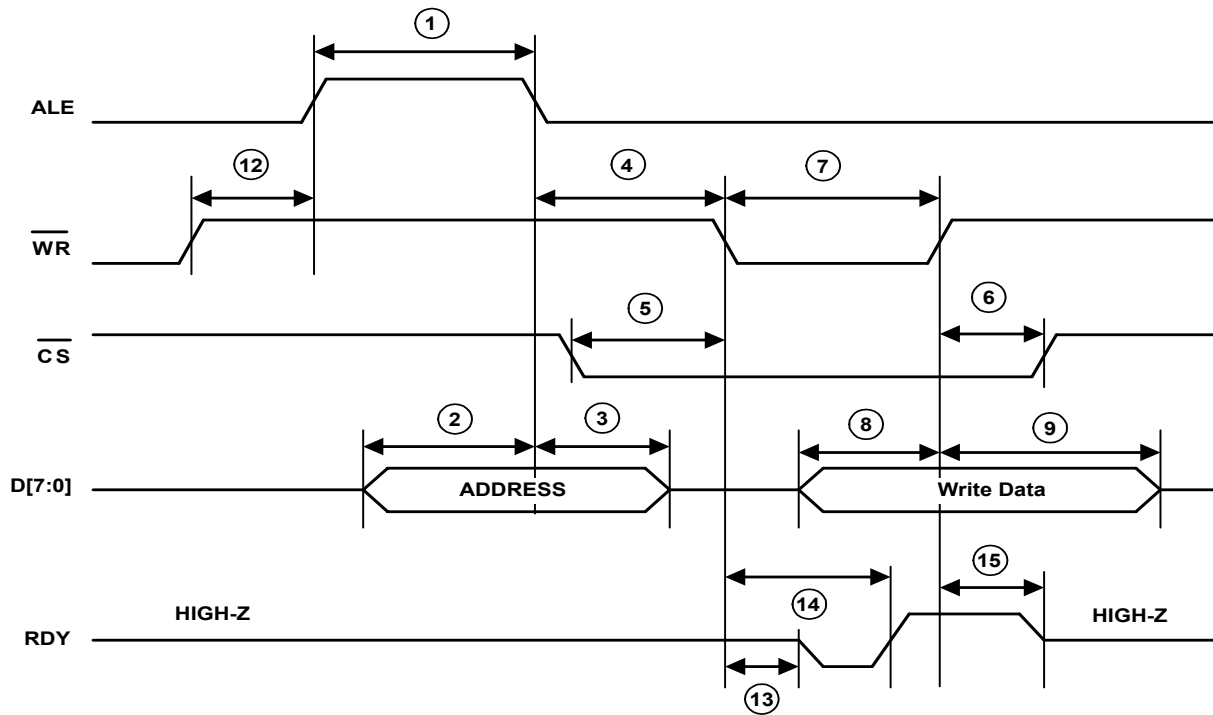 1
ALE
12
4
7
WR
5
6
CS
2
3
8
9
D[7:0]
ADDRESS
Write Data
15
14
HIGH-Z
HIGH-Z
RDY
13